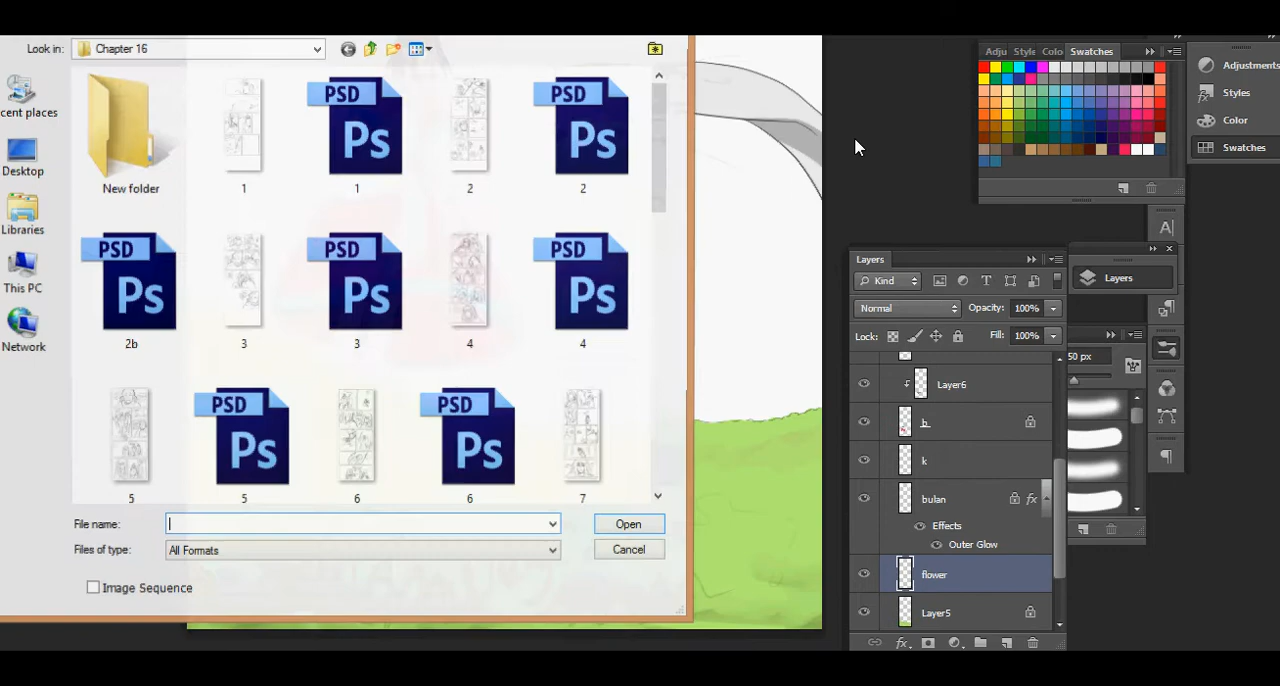 Look in: Chapter 16
Adju Style Colo Swatches
Adjustments
Styles
Color
Swatches
cent places
Desktop
Libraries
This PC
Network
New folder
1
PSD
Ps
1
2
PSD
Ps
2
PSD
Ps
2b
3
PSD
Ps
3
4
PSD
Ps
4
5
PSD
Ps
5
6
PSD
Ps
6
7
File name:
Open
Files of type: All Formats
Cancel
Image Sequence
Layers
Layers
Kind
Normal
Opacity: 100%
Lock:
Fill: 100%
50 px
Layer6
b
k
bulan
fx
Effects
Outer Glow
flower
Layer5
fx